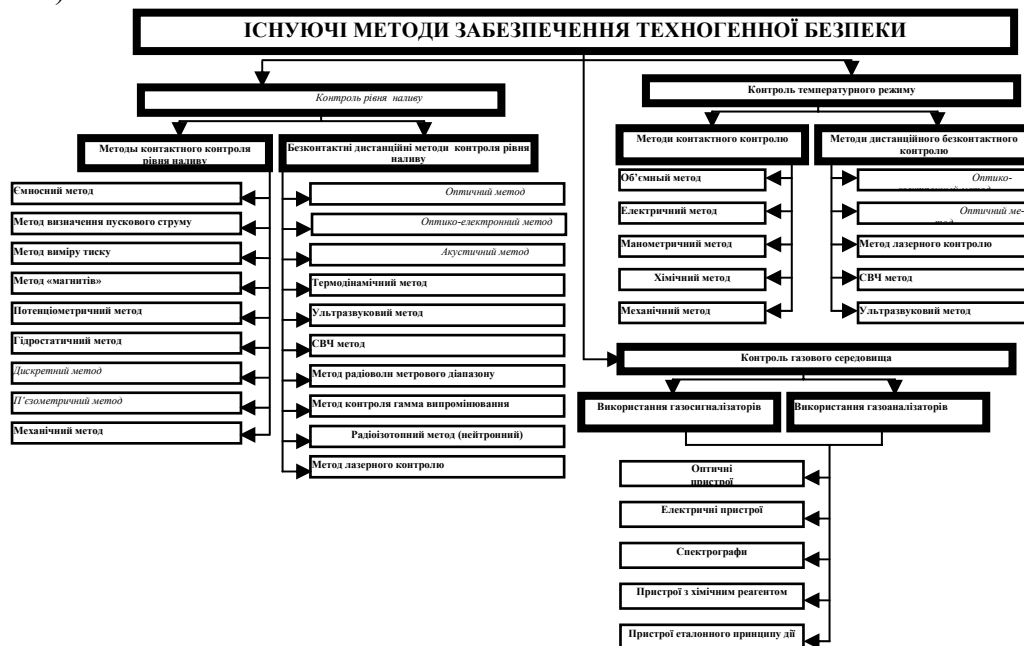 )
ІСНУЮЧІ МЕТОДИ ЗАБЕЗПЕЧЕННЯ ТЕХНОГЕННОЇ БЕЗПЕКИ
Контроль рівня наливу
Методы контактного контроля
рівня наливу
Безконтактні дистанційні методи контроля рівня
наливу
Ємносний метод
Метод визначення пускового струму
Метод виміру тиску
Метод «магнитів»
Потенціометричний метод
Гідростатичний метод
Дискретний метод
П’єзометричний метод
Механічний метод
Оптичний метод
Оптико-електронний метод
Акустичний метод
Термодінамічний метод
Ультразвуковий метод
СВЧ метод
Метод радіоволн метрового діапазону
Метод контроля гамма випромінювання
Радіоізотопний метод (нейтронний)
Метод лазерного контролю
Контроль температурного режиму
Методи контактного контролю
Методи дистанційного безконтактного
контролю
Об’ємный метод
Електричний метод
Манометричний метод
Хімічний метод
Механічний метод
Оптико-
електронний метод
Оптичний ме-
тод
Метод лазерного контролю
СВЧ метод
Ультразвуковий метод
Контроль газового середовища
Використання газосигналізаторів
Використання газоаналізаторів
Оптичні
пристрої
Електричні пристрої
Спектрографи
Пристрої з хімічним реагентом
Пристрої еталонного принципу дії